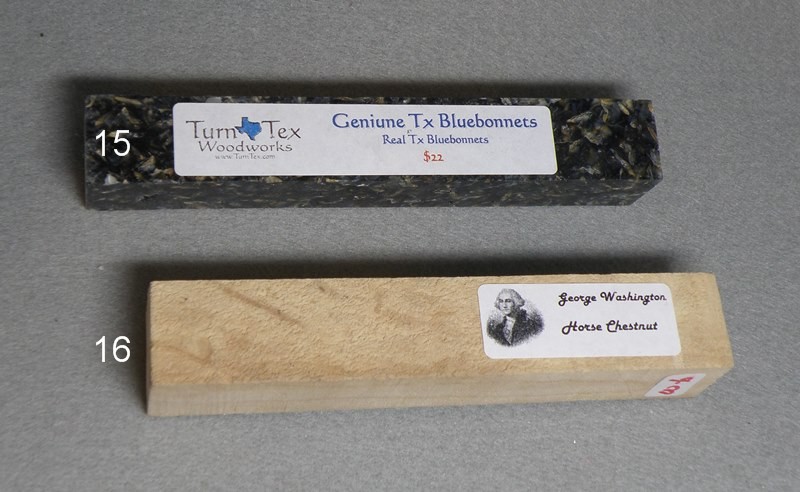 15
Turn Tex
Woodworks
www.TurnTex.com
Geniune Tx Bluebonnets
Real Tx Bluebonnets
$22
16
George Washington
Horse Chestnut